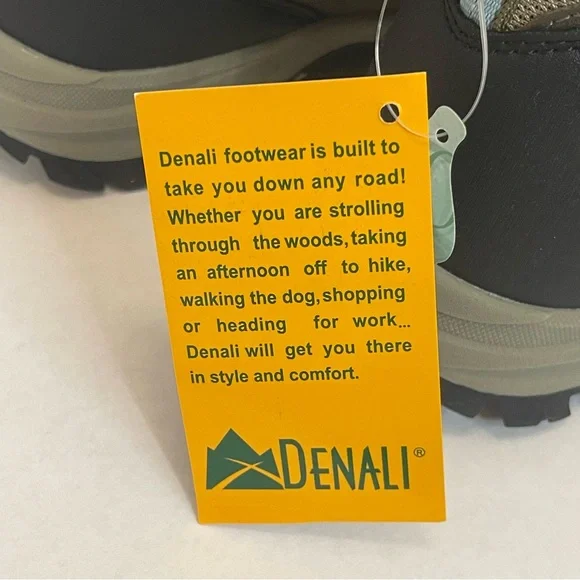 Denali footwear is built to
take you down any road!
Whether you are strolling
through the woods, taking
an afternoon off to hike,
walking the dog, shopping
or heading for work...
Denali will get you there
in style and comfort.
DENALI®